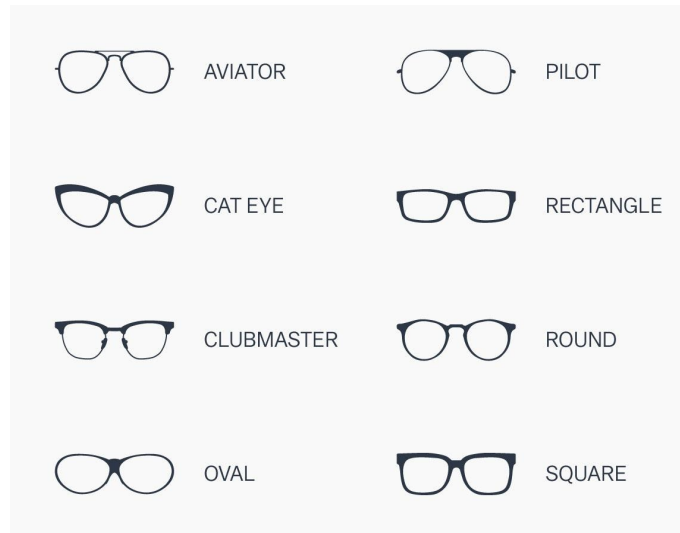 AVIATOR
PILOT
CAT EYE
RECTANGLE
CLUBMASTER
ROUND
OVAL
SQUARE